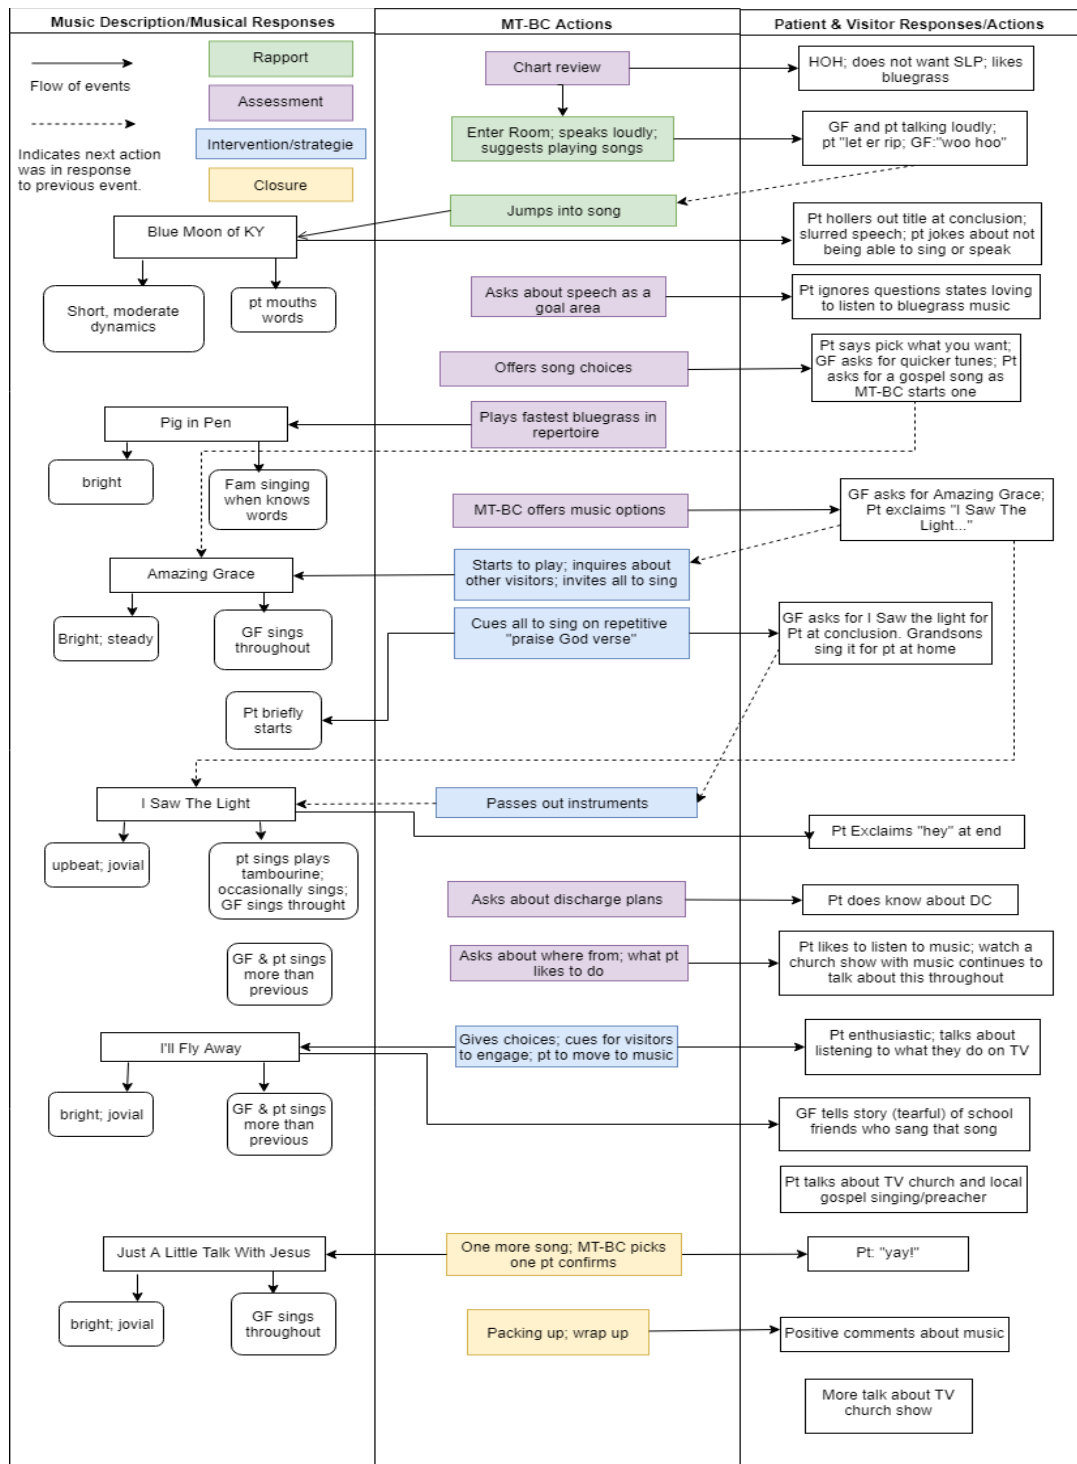 Music Description/Musical Responses
MT-BC Actions
Patient & Visitor Responses/Actions
Flow of events
Indicates next action
was in response
to previous event.
Rapport
Assessment
Intervention/strategie
Closure
Chart review
HOH; does not want SLP; likes
bluegrass
Enter Room; speaks loudly;
suggests playing songs
GF and pt talking loudly;
pt "let er rip; GF:"woo hoo"
Jumps into song
Blue Moon of KY
Pt hollers out title at conclusion;
slurred speech; pt jokes about not
being able to sing or speak
Short, moderate
dynamics
pt mouths
words
Asks about speech as a
goal area
Pt ignores questions states loving
to listen to bluegrass music
Offers song choices
Pt says pick what you want;
GF asks for quicker tunes; Pt
asks for a gospel song as
MT-BC starts one
Pig in Pen
Plays fastest bluegrass in
repertoire
bright
Fam singing
when knows
words
MT-BC offers music options
GF asks for Amazing Grace;
Pt exclaims "I Saw The
Light..."
Amazing Grace
Starts to play; inquires about
other visitors; invites all to sing
Bright; steady
GF sings
throughout
Cues all to sing on repetitive
"praise God verse"
GF asks for I Saw the light for
Pt at conclusion. Grandsons
sing it for pt at home
Pt briefly
starts
I Saw The Light
Passes out instruments
Pt Exclaims "hey" at end
upbeat; jovial
pt sings plays
tambourine;
occasionally sings;
GF sings throught
Asks about discharge plans
Pt does know about DC
GF & pt sings
more than
previous
Asks about where from; what pt
likes to do
Pt likes to listen to music; watch a
church show with music continues to
talk about this throughout
I'll Fly Away
Gives choices; cues for visitors
to engage; pt to move to music
Pt enthusiastic; talks about
listening to what they do on TV
bright; jovial
GF & pt sings
more than
previous
GF tells story (tearful) of school
friends who sang that song
Pt talks about TV church and local
gospel singing/preacher
Just A Little Talk With Jesus
One more song; MT-BC picks
one pt confirms
Pt: "yay!"
bright; jovial
GF sings
throughout
Packing up; wrap up
Positive comments about music
More talk about TV
church show